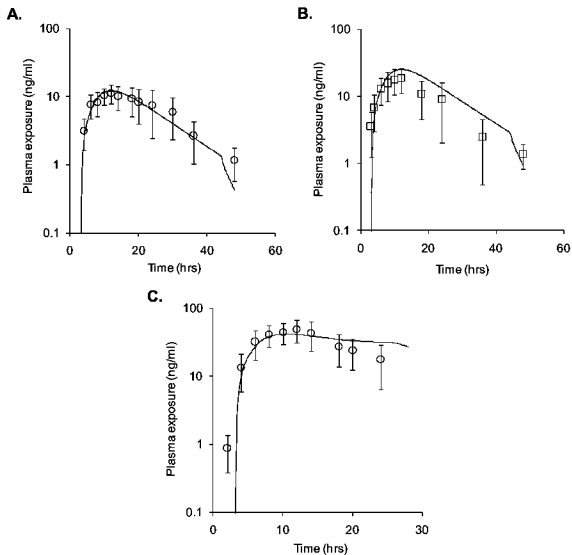 A.
100
10
1
0.1
Plasma exposure (ng/ml)
0 20 40 60
Time (hrs)
B.
100
10
1
0.1
Plasma exposure (ng/ml)
0 20 40 60
Time (hrs)
C.
100
10
1
0.1
Plasma exposure (ng/ml)
0 10 20 30
Time (hrs)